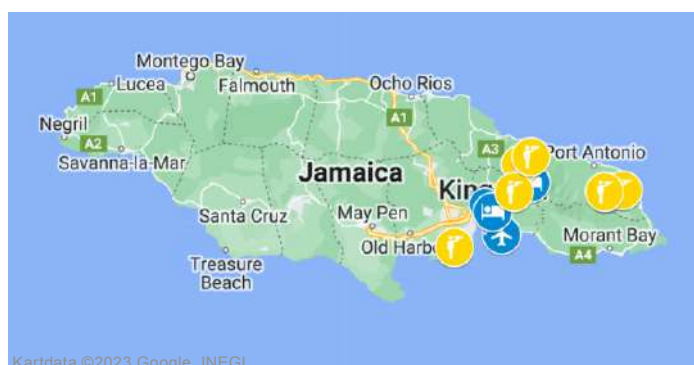 Montego Bay
Lucea
Falmouth
Ocho Rios
A1
A1
Negril
A2
A3
Port Antonio
Savanna-la-Mar
Jamaica
Santa Cruz
May Pen
Old Harbo
Morant Bay
A4
Treasure
Beach
Kartdata ©2023 Google, INEGI